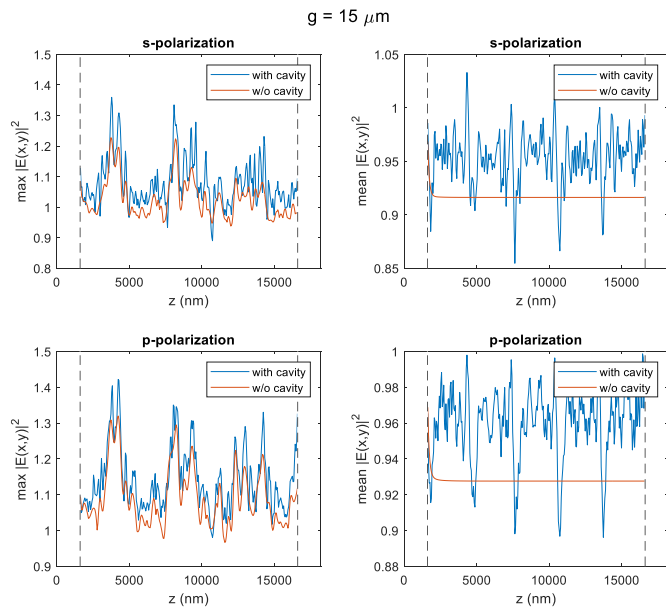 g = 15 μm
s-polarization
max |E(x,y)|²
1.5
1.4
1.3
1.2
1.1
1
0.9
0.8
with cavity
w/o cavity
0
5000
10000
15000
z (nm)
s-polarization
mean |E(x,y)|²
1.05
1
0.95
0.9
0.85
with cavity
w/o cavity
0
5000
10000
15000
z (nm)
p-polarization
max |E(x,y)|²
1.5
1.4
1.3
1.2
1.1
1
0.9
with cavity
w/o cavity
0
5000
10000
15000
z (nm)
p-polarization
mean |E(x,y)|²
1
0.98
0.96
0.94
0.92
0.9
0.88
with cavity
w/o cavity
0
5000
10000
15000
z (nm)